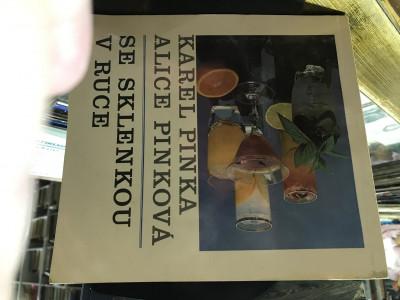 KAREL PINKA
ALICE PINKOVÁ
SE SKLENKOU
V RUCE